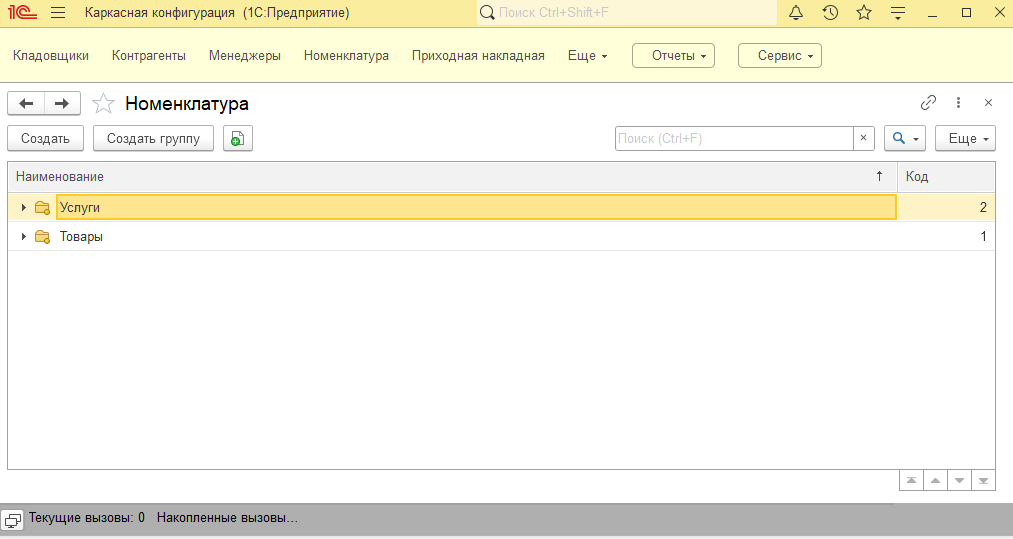 1С Каркасная конфигурация (1С:Предприятие) Поиск Ctrl+Shift+F
Кладовщики Контрагенты Менеджеры Номенклатура Приходная накладная Еще Отчеты Сервис
Номенклатура
Создать Создать группу Поиск (Ctrl+F) × Еще
Наименование ↑ Код
Услуги 2
Товары 1
Текущие вызовы: 0 Накопленные вызовы...